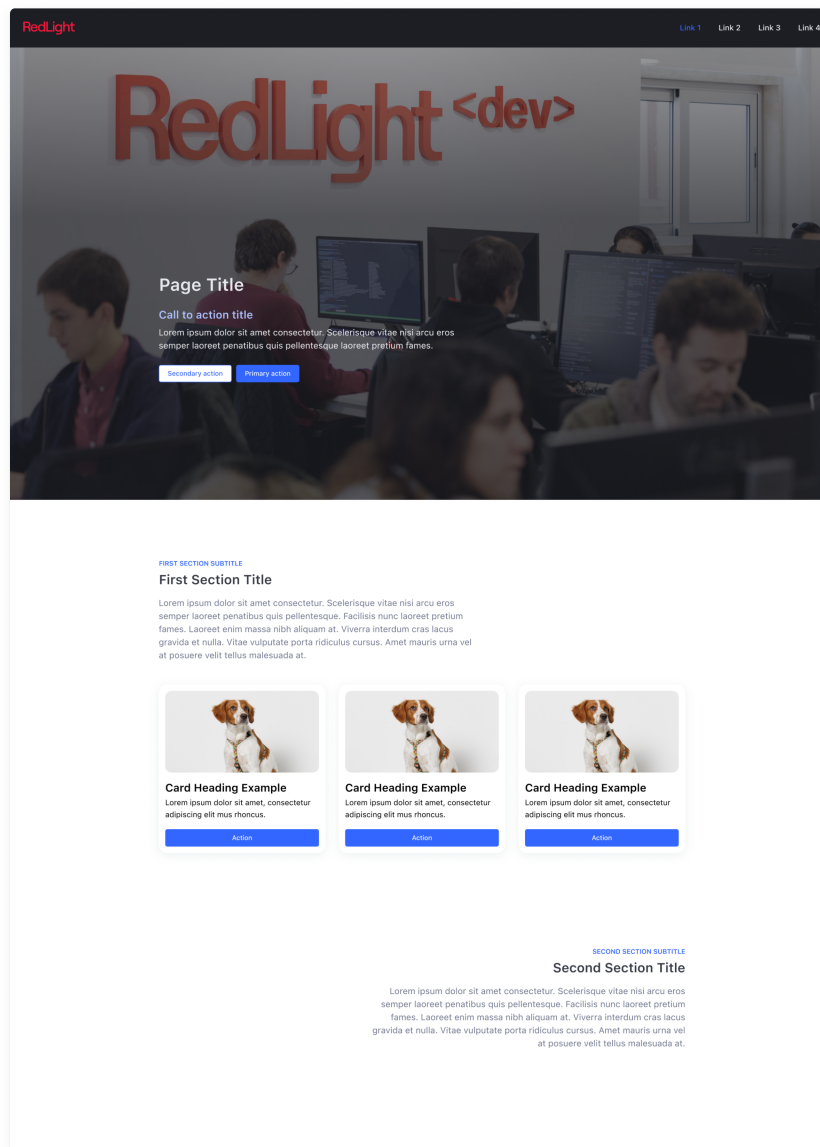 RedLight
Link 1 Link 2 Link 3 Link 4
RedLight <dev>
Page Title
Call to action title
Lorem ipsum dolor sit amet consectetur. Scelerisque vitae nisi arcu eros
semper laoreet penatibus quis pellentesque laoreet pretium fames.
Secondary action Primary action
FIRST SECTION SUBTITLE
First Section Title
Lorem ipsum dolor sit amet consectetur. Scelerisque vitae nisi arcu eros
semper laoreet penatibus quis pellentesque. Facilisis nunc laoreet pretium
fames. Laoreet enim massa nibh aliquam at. Viverra interdum cras lacus
gravida et nulla. Vitae vulputate porta ridiculus cursus. Amet mauris urna vel
at posuere velit tellus malesuada at.
Card Heading Example
Lorem ipsum dolor sit amet, consectetur
adipiscing elit mus rhoncus.
Action
Card Heading Example
Lorem ipsum dolor sit amet, consectetur
adipiscing elit mus rhoncus.
Action
Card Heading Example
Lorem ipsum dolor sit amet, consectetur
adipiscing elit mus rhoncus.
Action
SECOND SECTION SUBTITLE
Second Section Title
Lorem ipsum dolor sit amet consectetur. Scelerisque vitae nisi arcu eros
semper laoreet penatibus quis pellentesque. Facilisis nunc laoreet pretium
fames. Laoreet enim massa nibh aliquam at. Viverra interdum cras lacus
gravida et nulla. Vitae vulputate porta ridiculus cursus. Amet mauris urna vel
at posuere velit tellus malesuada at.